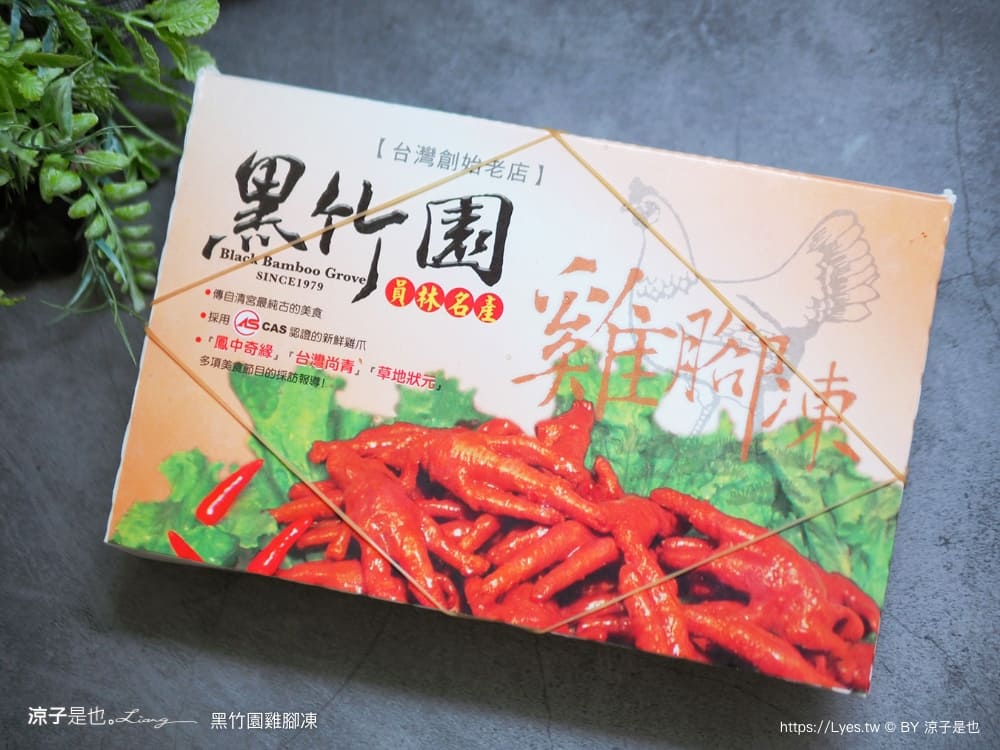 【台灣創始老店】
黑竹園
Black Bamboo Grove
SINCE1979
員林名產
•傳自清宮最純古的美食
•採用 CAS 認證的新鮮雞爪
•「鳳中奇緣」「台灣尚青」「草地狀元」
多項美食節目的採訪報導!
雞腳凍
涼子是也。Liang 黑竹園雞腳凍
https://Lyes.tw © BY 涼子是也